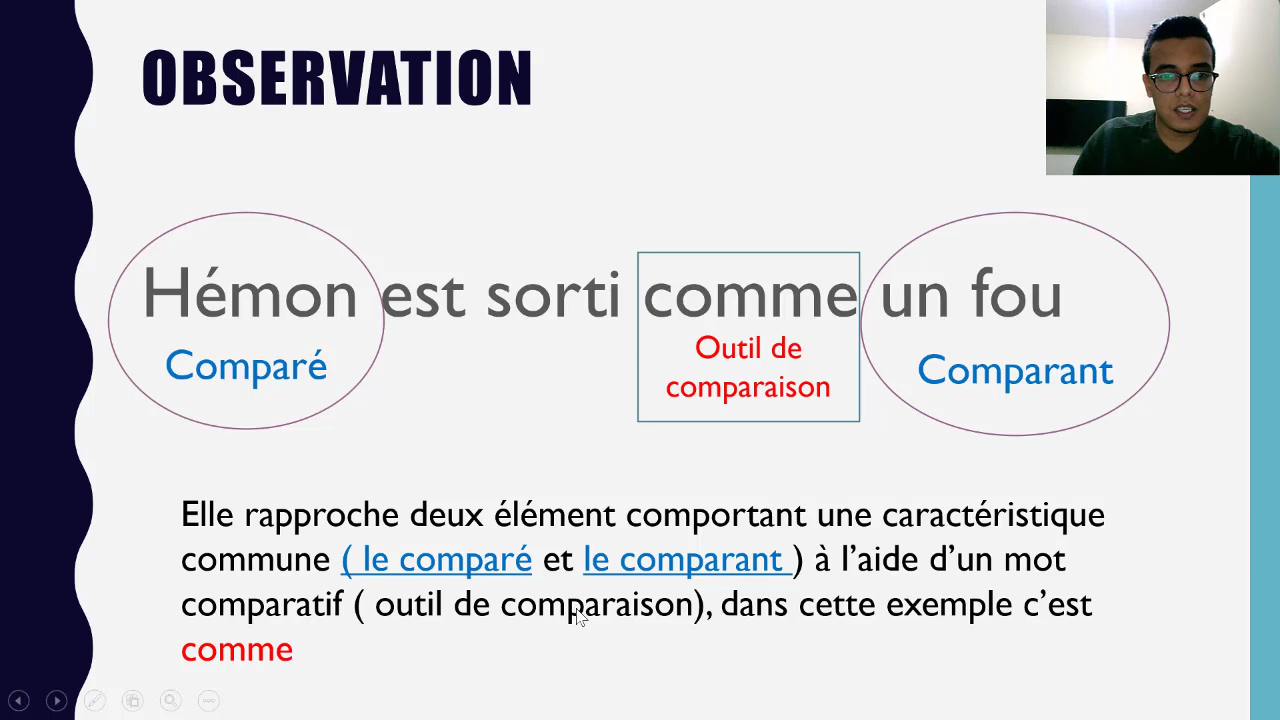 OBSERVATION
Hémon est sorti comme un fou
Comparé
Outil de
comparaison
Comparant
Elle rapproche deux élément comportant une caractéristique
commune ( le comparé et le comparant ) à l’aide d’un mot
comparatif ( outil de comparaison), dans cette exemple c’est
comme